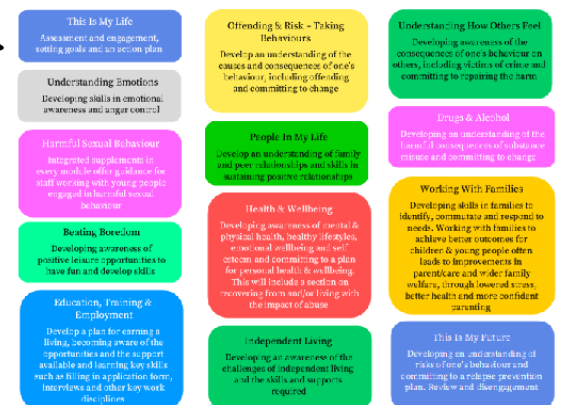 This Is My Life
Assessment and engagement,
setting goals and an action plan
Understanding Emotions
Developing skills in emotional
awareness and anger control
Harmful Sexual Behaviour
Integrated supplements in
every module offer guidance for
staff working with young people
engaged in harmful sexual
behaviour
Beating Boredom
Developing awareness of
positive leisure opportunities to
have fun and develop skills
Education, Training &
Employment
Develop a plan for earning a
living, becoming aware of the
opportunities and the support
available and learning key skills
such as filling in application form,
interviews and other key work
disciplines
Offending & Risk - Taking
Behaviours
Develop an understanding of the
causes and consequences of one's
behaviour, including offending
and committing to change
People In My Life
Develop an understanding of family
and peer relationships and skills in
sustaining positive relationships
Health & Wellbeing
Developing awareness of mental &
physical health, healthy lifestyles,
emotional wellbeing and self
esteem and committing to a plan
for personal health & wellbeing.
This will include a section on
recovering from and/or living with
the impact of abuse
Independent Living
Developing an awareness of the
challenges of independent living
and the skills and supports
required
Understanding How Others Feel
Developing awareness of the
consequences of one's behaviour on
others, including victims of crime and
committing to repairing the harm
Drugs & Alcohol
Developing an understanding of the
harmful consequences of substance
misuse and committing to change
Working With Families
Developing skills in families to
identify, commutate and respond to
needs. Working with families to
achieve better outcomes for
children & young people often
leads to improvements in
parent/care and wider family
welfare, through lowered stress,
better health and more confident
parenting
This Is My Future
Developing an understanding of
risks of one's behaviour and
committing to a relapse prevention
plan. Review and disengagement.